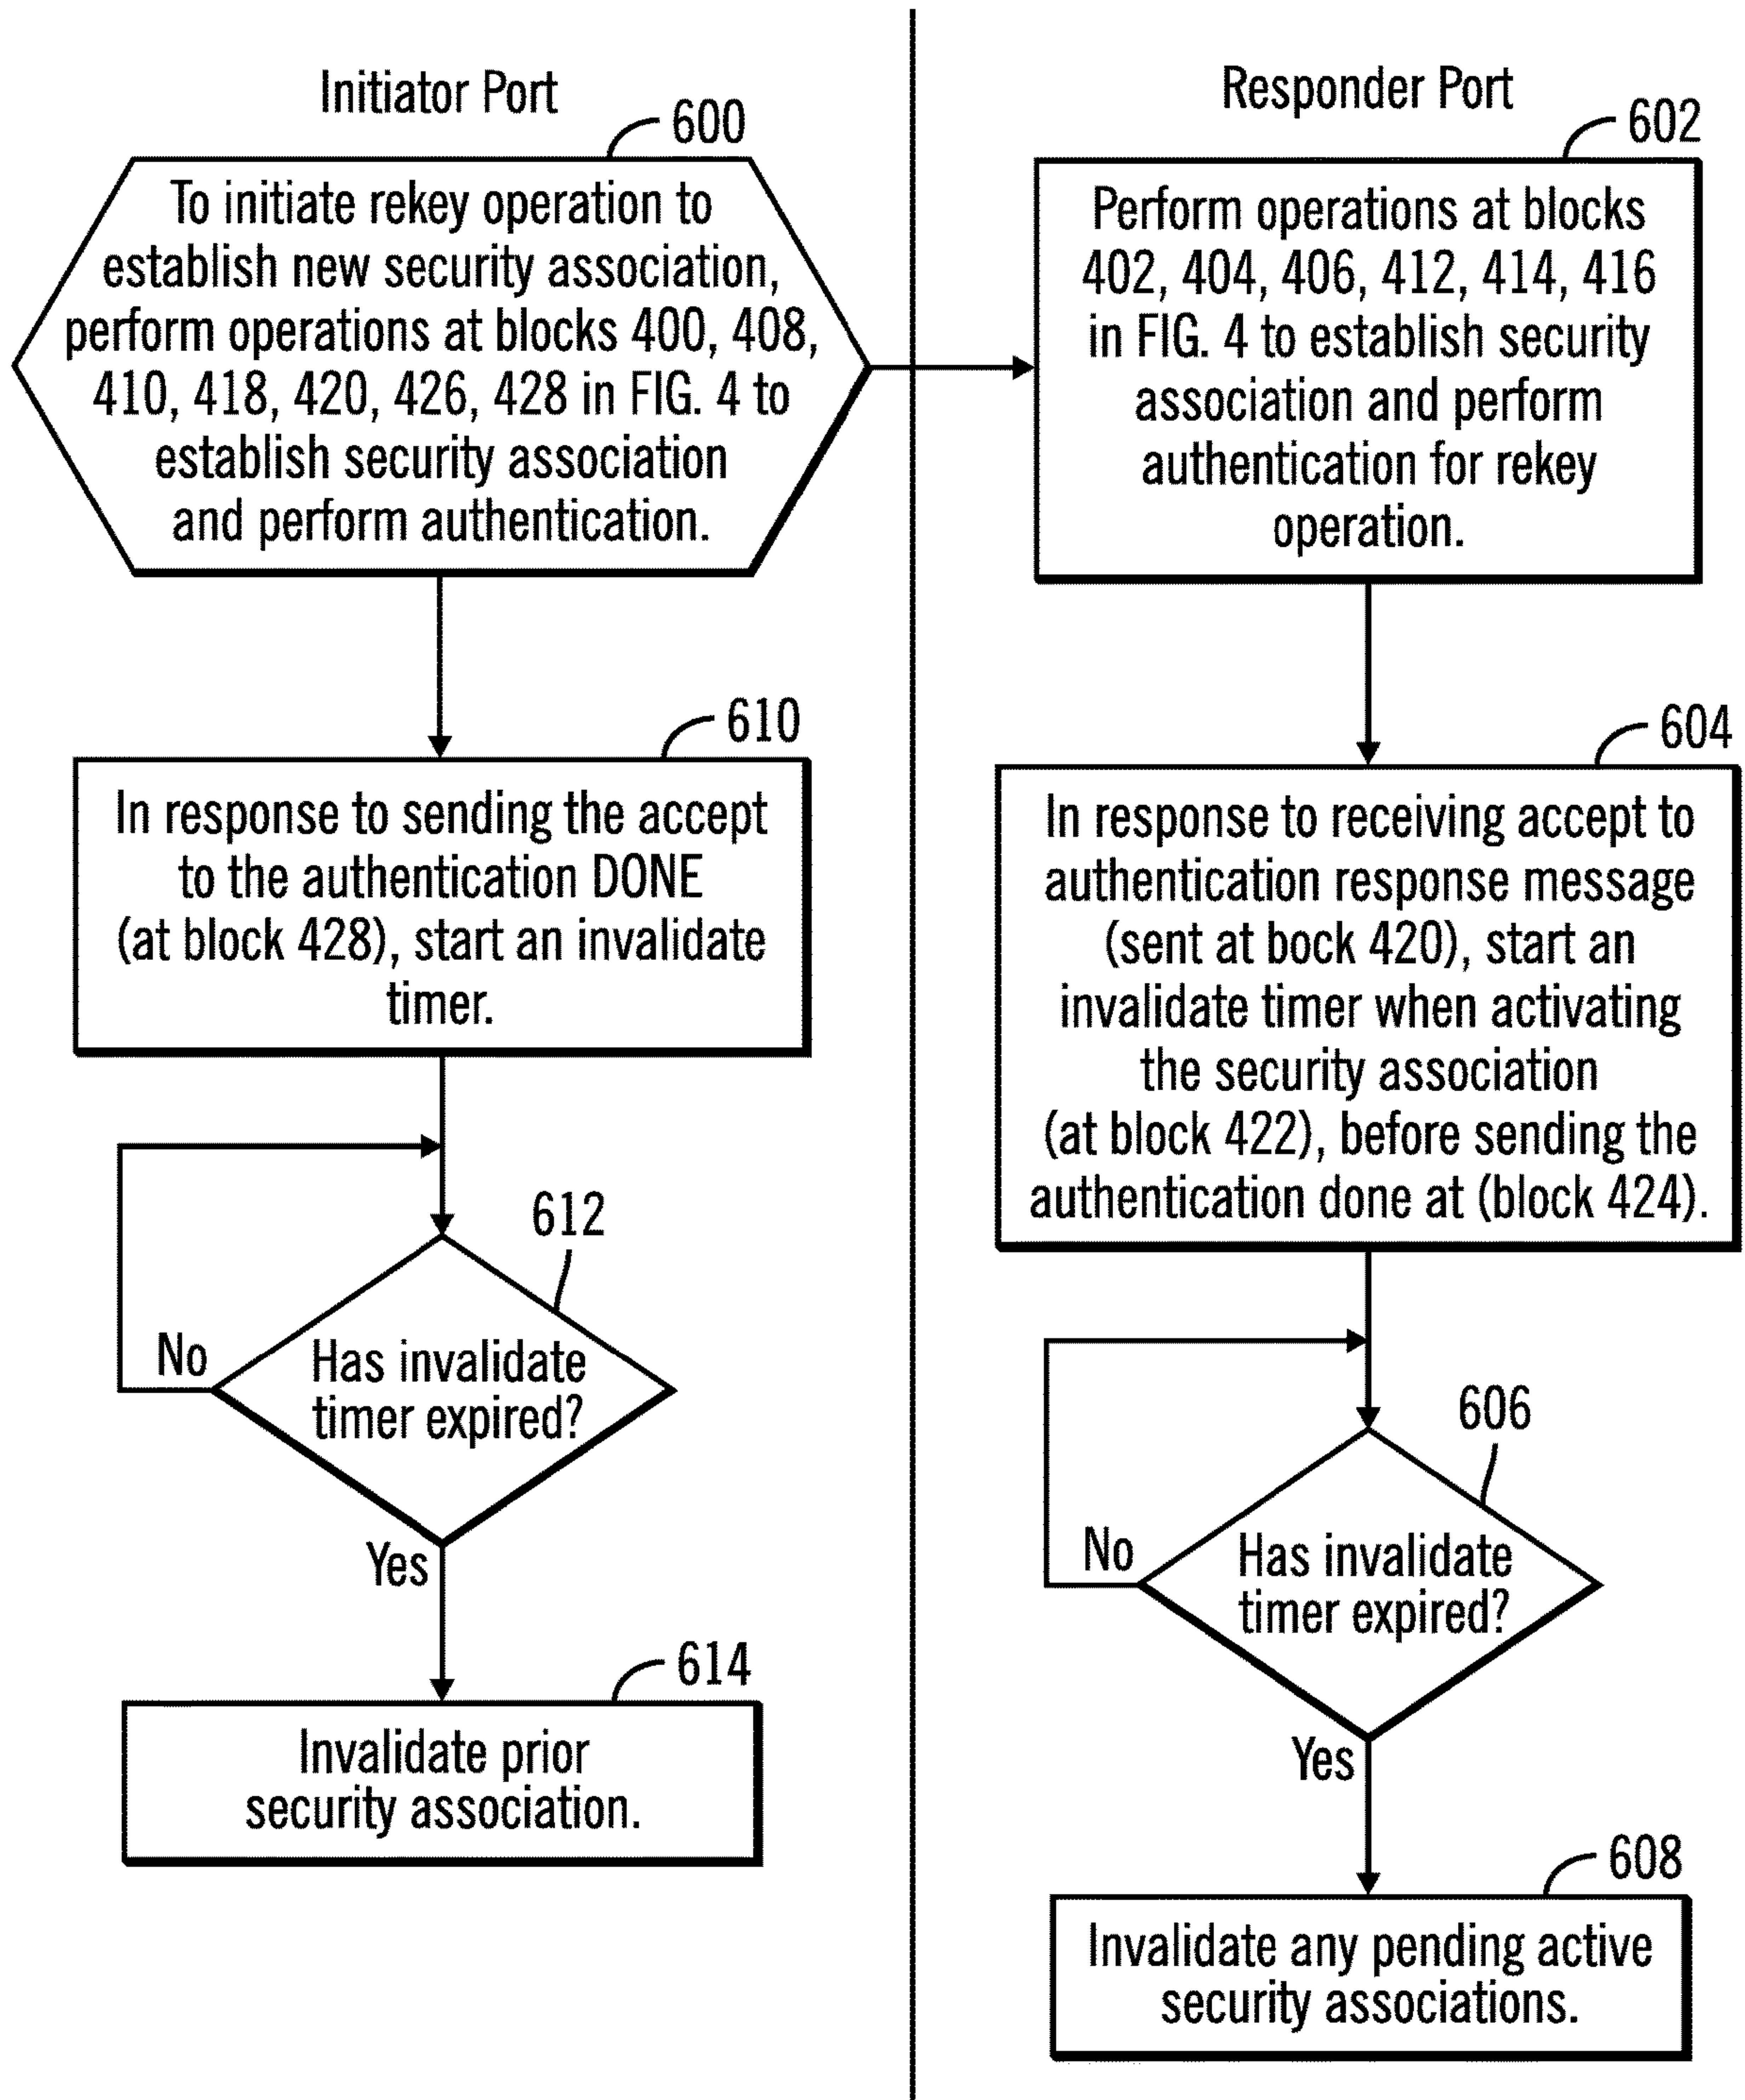 Initiator Port
600
To initiate rekey operation to
establish new security association,
perform operations at blocks 400, 408,
410, 418, 420, 426, 428 in FIG. 4 to
establish security association
and perform authentication.
610
In response to sending the accept
to the authentication DONE
(at block 428), start an invalidate
timer.
612
Has invalidate
timer expired?
No
Yes
614
Invalidate prior
security association.
Responder Port
602
Perform operations at blocks
402, 404, 406, 412, 414, 416
in FIG. 4 to establish security
association and perform
authentication for rekey
operation.
604
In response to receiving accept to
authentication response message
(sent at bock 420), start an
invalidate timer when activating
the security association
(at block 422), before sending the
authentication done at (block 424).
606
Has invalidate
timer expired?
No
Yes
608
Invalidate any pending active
security associations.